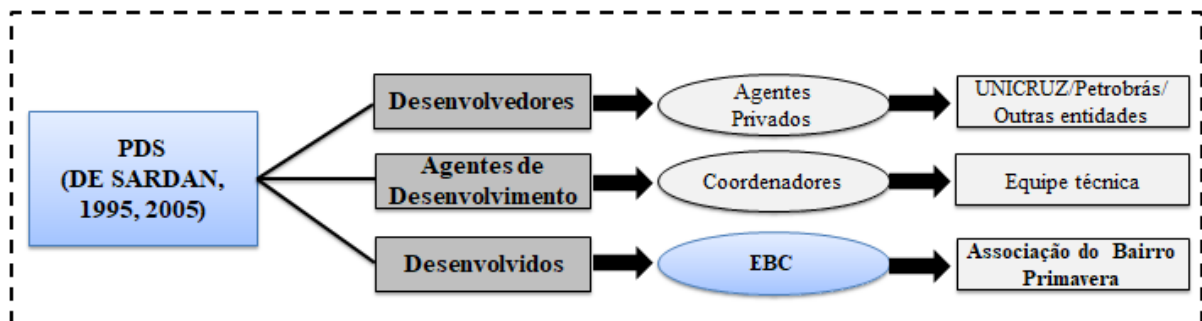 PDS
(DE SARDAN,
1995, 2005)
Desenvolvedores
Agentes
Privados
UNICRUZ/Petrobrás/
Outras entidades
Agentes de
Desenvolvimento
Coordenadores
Equipe técnica
Desenvolvidos
EBC
Associação do Bairro
Primavera